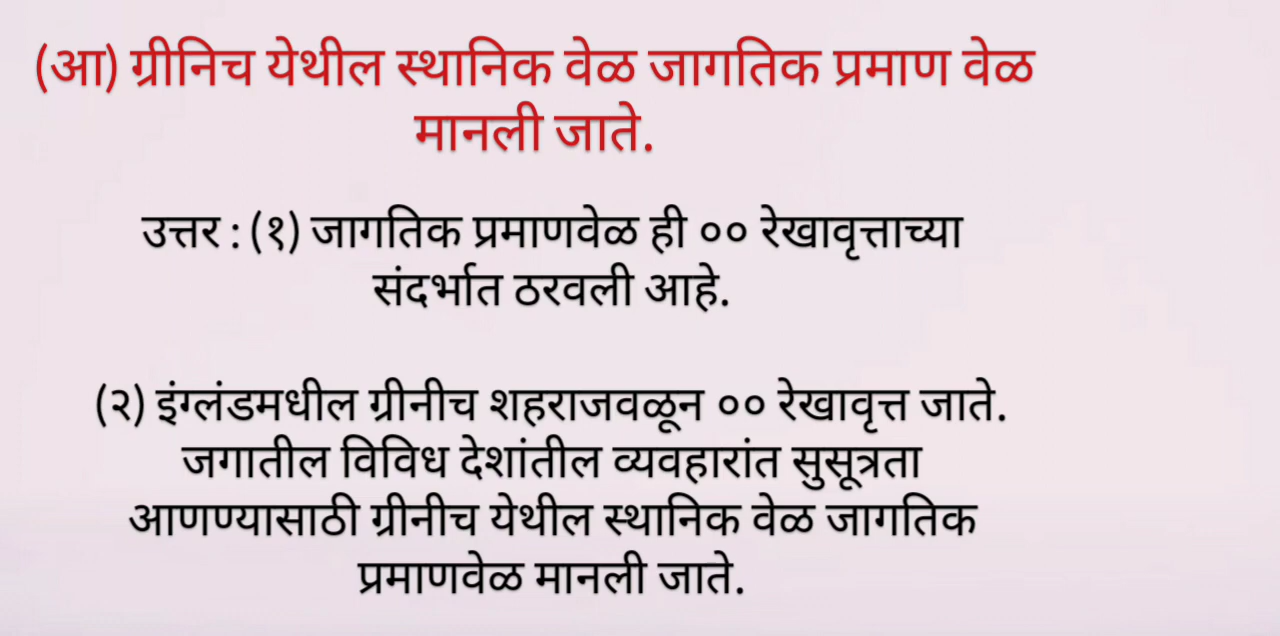 (आ) ग्रीनिच येथील स्थानिक वेळ जागतिक प्रमाण वेळ
मानली जाते.
उत्तर : (१) जागतिक प्रमाणवेळ ही ०० रेखावृत्ताच्या
संदर्भात ठरवली आहे.
(२) इंग्लंडमधील ग्रीनीच शहराजवळून ०० रेखावृत्त जाते.
जगातील विविध देशांतील व्यवहारांत सुसूत्रता
आणण्यासाठी ग्रीनीच येथील स्थानिक वेळ जागतिक
प्रमाणवेळ मानली जाते.